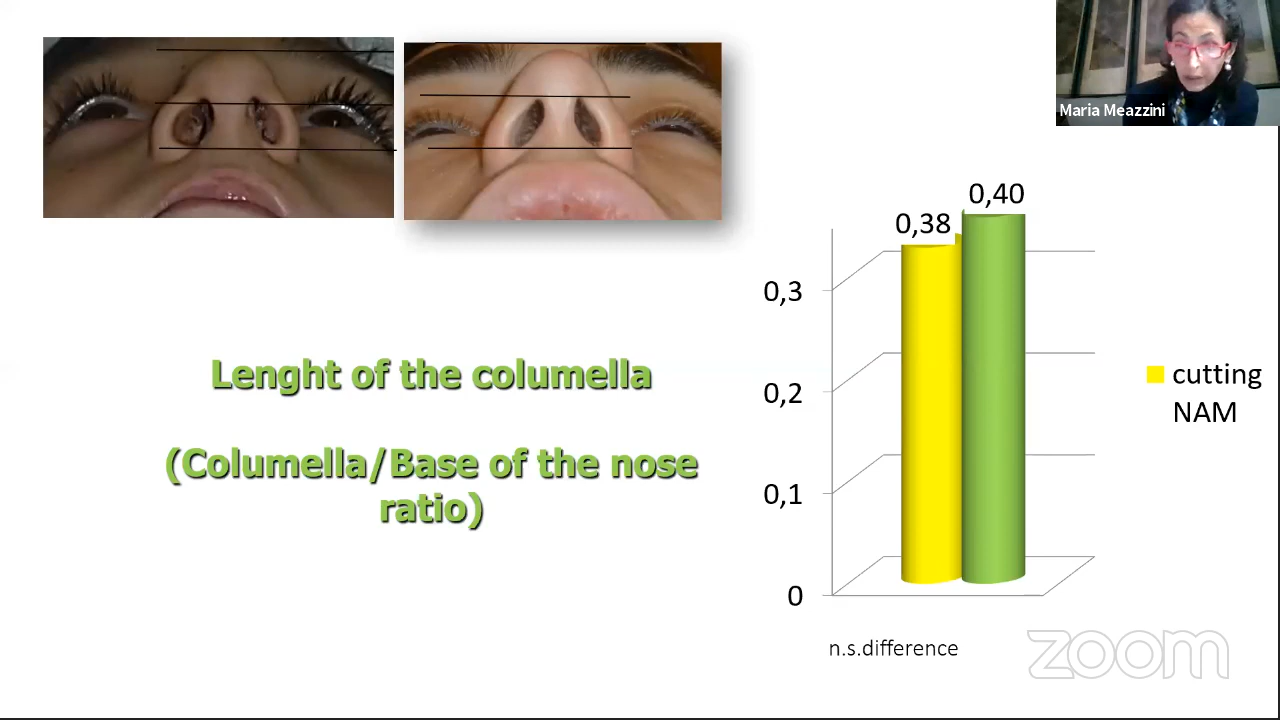 Maria Meazzini
0,40
0,38
0,3
0,2
0,1
0
Lenght of the columella
(Columella/Base of the nose
ratio)
cutting
NAM
n.s.difference
zoom